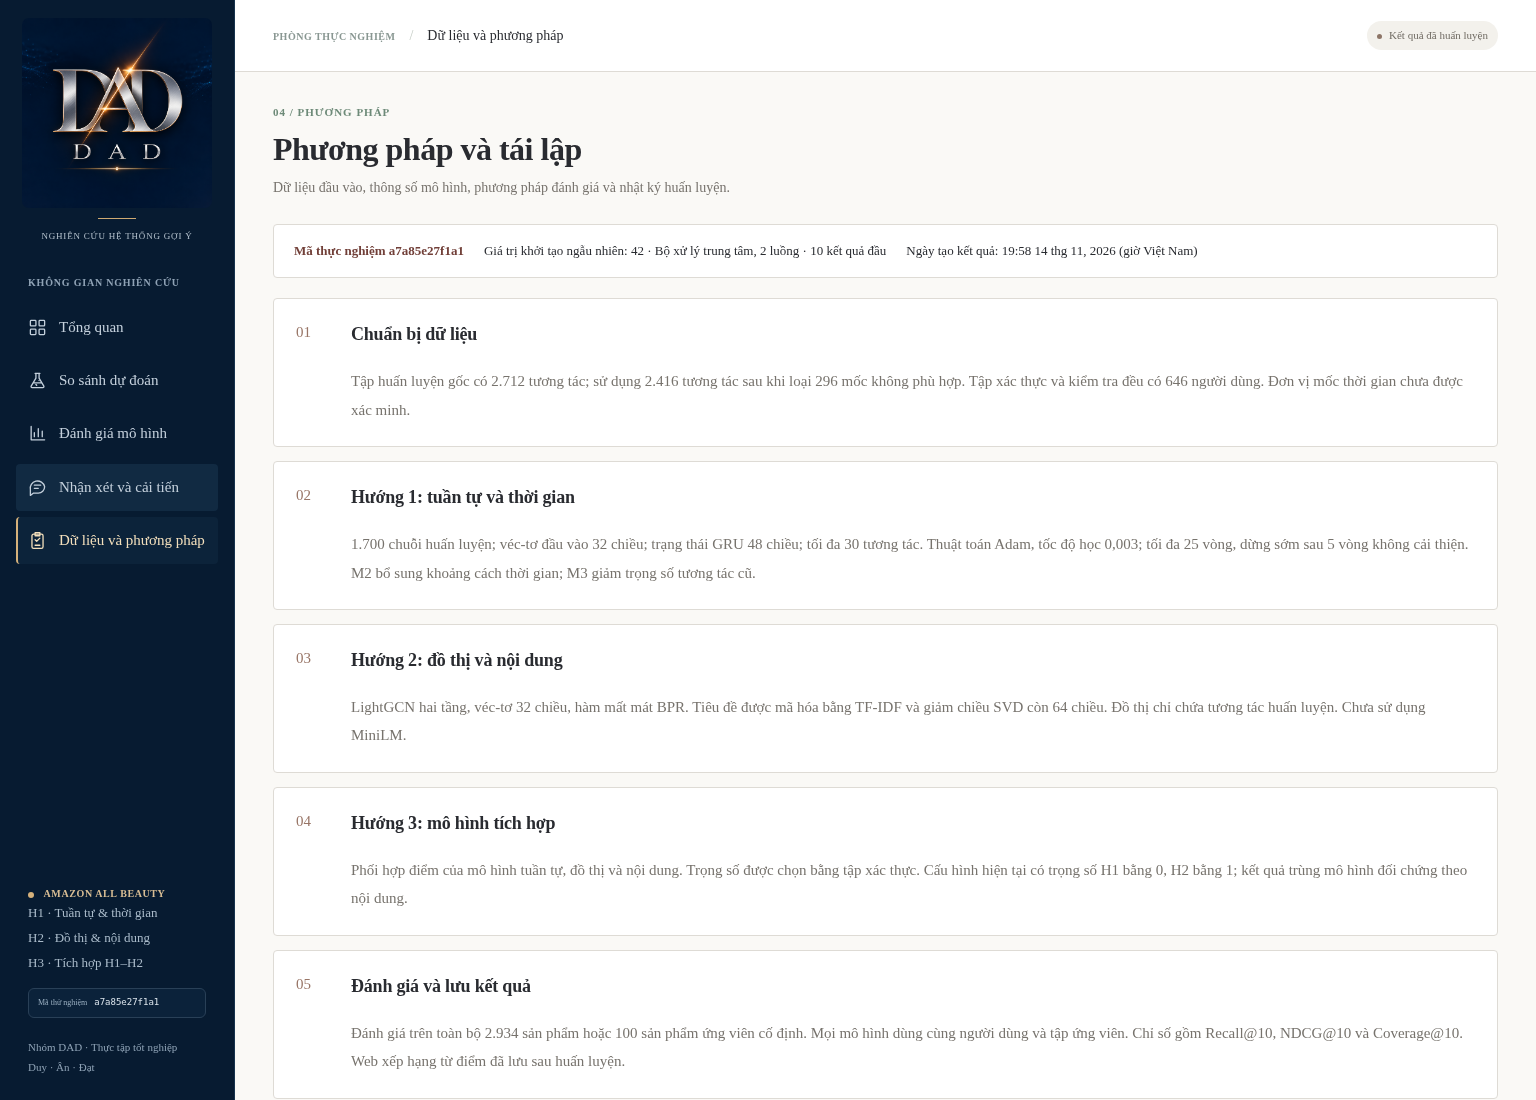 DAD
DAD
NGHIÊN CỨU HỆ THỐNG GỢI Ý
KHÔNG GIAN NGHIÊN CỨU
Tổng quan
So sánh dự đoán
Đánh giá mô hình
Nhận xét và cải tiến
Dữ liệu và phương pháp
AMAZON ALL BEAUTY
H1 · Tuần tự & thời gian
H2 · Đồ thị & nội dung
H3 · Tích hợp H1–H2
Mã thử nghiệm a7a85e27f1a1
Nhóm DAD · Thực tập tốt nghiệp
Duy · Ân · Đạt
PHÒNG THỰC NGHIỆM / Dữ liệu và phương pháp
Kết quả đã huấn luyện
04 / PHƯƠNG PHÁP
Phương pháp và tái lập
Dữ liệu đầu vào, thông số mô hình, phương pháp đánh giá và nhật ký huấn luyện.
Mã thực nghiệm a7a85e27f1a1 Giá trị khởi tạo ngẫu nhiên: 42 · Bộ xử lý trung tâm, 2 luồng · 10 kết quả đầu Ngày tạo kết quả: 19:58 14 thg 11, 2026 (giờ Việt Nam)
01 Chuẩn bị dữ liệu
Tập huấn luyện gốc có 2.712 tương tác; sử dụng 2.416 tương tác sau khi loại 296 mốc không phù hợp. Tập xác thực và kiểm tra đều có 646 người dùng. Đơn vị mốc thời gian chưa được
xác minh.
02 Hướng 1: tuần tự và thời gian
1.700 chuỗi huấn luyện; véc-tơ đầu vào 32 chiều; trạng thái GRU 48 chiều; tối đa 30 tương tác. Thuật toán Adam, tốc độ học 0,003; tối đa 25 vòng, dừng sớm sau 5 vòng không cải thiện.
M2 bổ sung khoảng cách thời gian; M3 giảm trọng số tương tác cũ.
03 Hướng 2: đồ thị và nội dung
LightGCN hai tầng, véc-tơ 32 chiều, hàm mất mát BPR. Tiêu đề được mã hóa bằng TF-IDF và giảm chiều SVD còn 64 chiều. Đồ thị chỉ chứa tương tác huấn luyện. Chưa sử dụng
MiniLM.
04 Hướng 3: mô hình tích hợp
Phối hợp điểm của mô hình tuần tự, đồ thị và nội dung. Trọng số được chọn bằng tập xác thực. Cấu hình hiện tại có trọng số H1 bằng 0, H2 bằng 1; kết quả trùng mô hình đối chứng theo
nội dung.
05 Đánh giá và lưu kết quả
Đánh giá trên toàn bộ 2.934 sản phẩm hoặc 100 sản phẩm ứng viên cố định. Mọi mô hình dùng cùng người dùng và tập ứng viên. Chỉ số gồm Recall@10, NDCG@10 và Coverage@10.
Web xếp hạng từ điểm đã lưu sau huấn luyện.